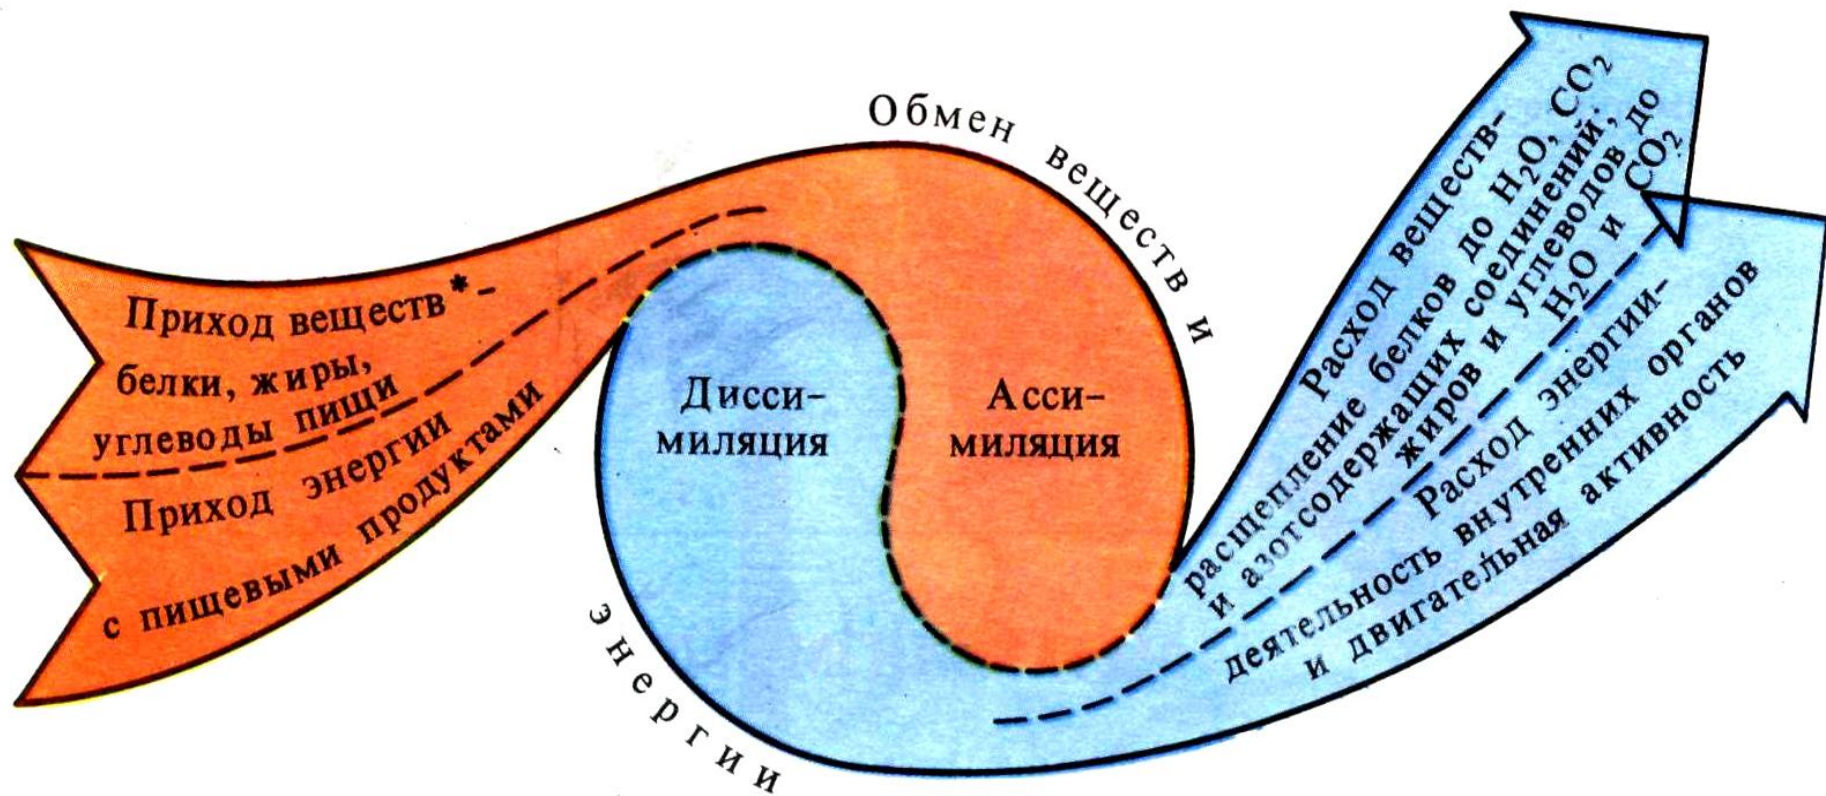 Обмен веществ и
энергии
Приход веществ*-
белки, жиры,
углеводы пищи
Приход энергии
с пищевыми продуктами
Дисси-
миляция
Асси-
миляция
Расход веществ-
расщепление белков до H₂O, CO₂
и азотсодержащих соединений;
жиров и углеводов до
H₂O и CO₂
Расход энергии-
деятельность внутренних органов
и двигательная активность